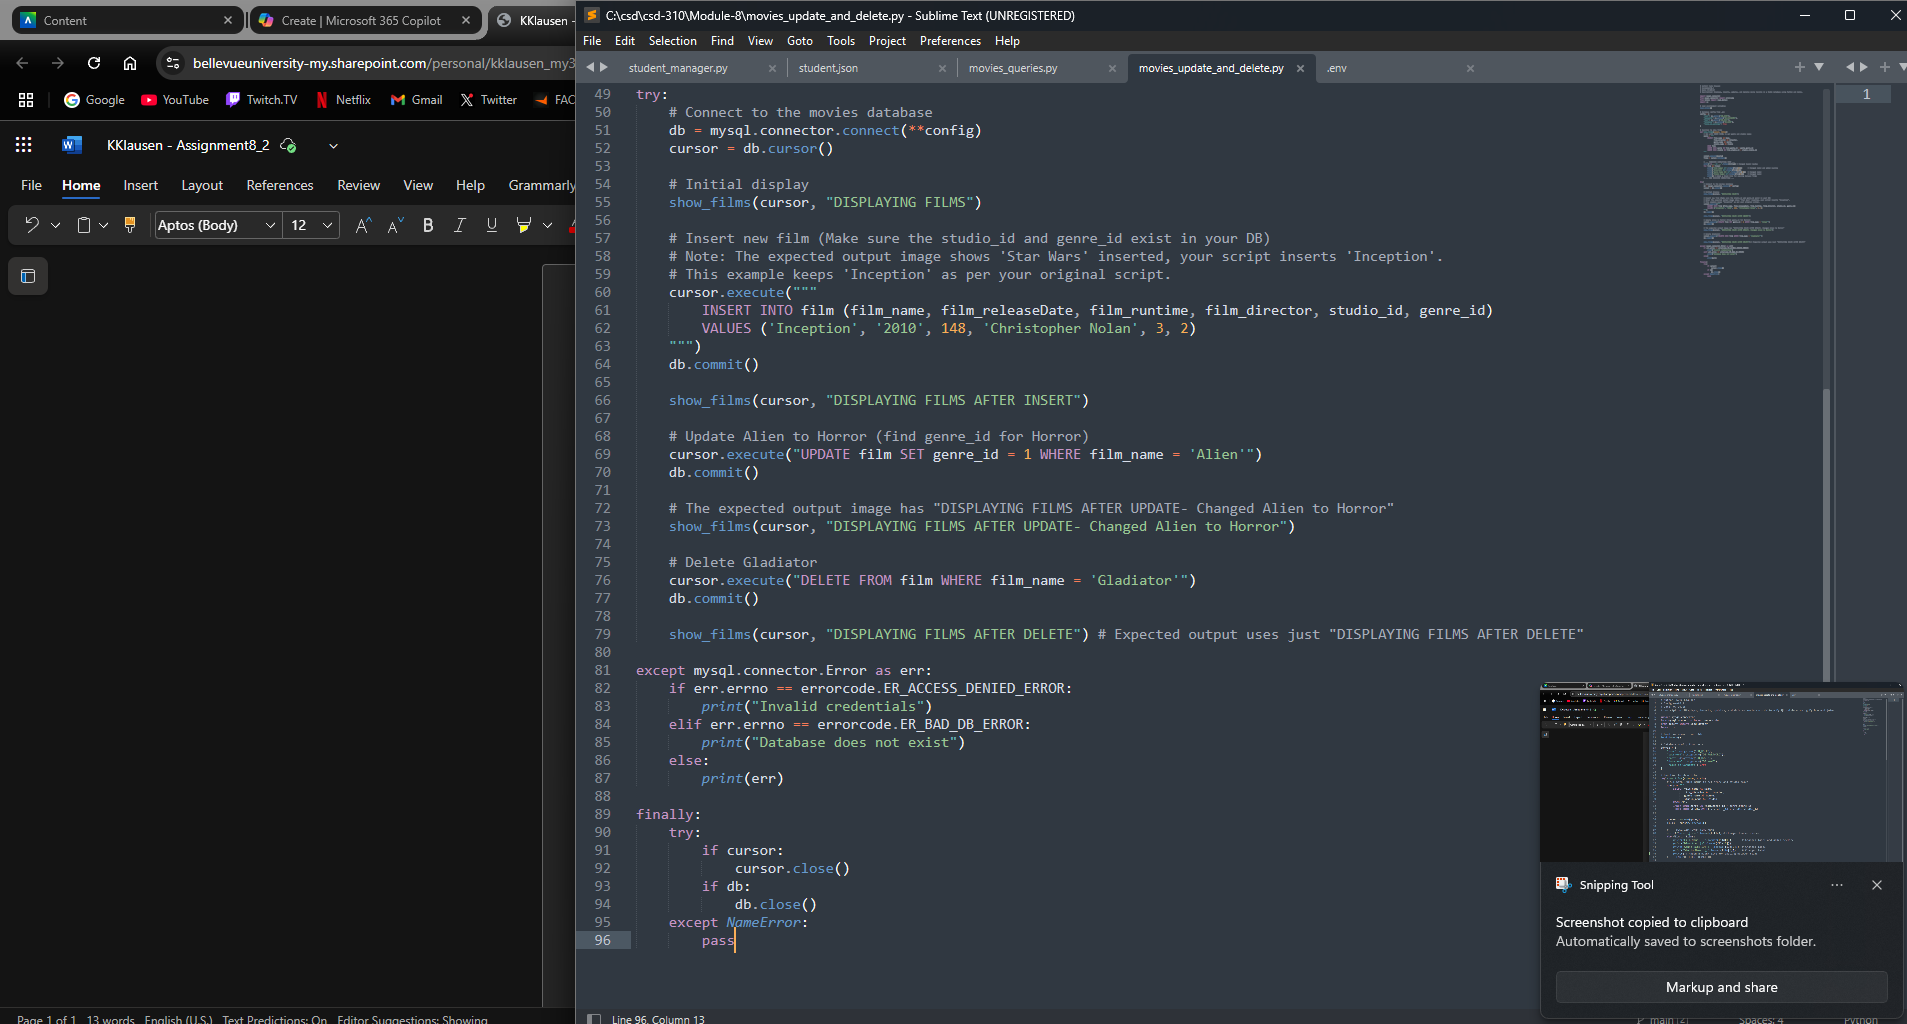 Content
Create | Microsoft 365 Copilot
KKlausen -
bellevueuniversity-my.sharepoint.com/personal/kklausen_my3
Google
YouTube
Twitch.TV
Netflix
Gmail
Twitter
FAC
KKlausen - Assignment8_2
File Home Insert Layout References Review View Help Grammarly
Aptos (Body) 12
Page 1 of 1 13 words English (U.S.) Text Predictions: On Editor Suggestions: Showing
C:\csd\csd-310\Module-8\movies_update_and_delete.py - Sublime Text (UNREGISTERED)
File Edit Selection Find View Goto Tools Project Preferences Help
student_manager.py student.json movies_queries.py movies_update_and_delete.py .env
1
49 try:
50 # Connect to the movies database
51 db = mysql.connector.connect(**config)
52 cursor = db.cursor()
53
54 # Initial display
55 show_films(cursor, "DISPLAYING FILMS")
56
57 # Insert new film (Make sure the studio_id and genre_id exist in your DB)
58 # Note: The expected output image shows 'Star Wars' inserted, your script inserts 'Inception'.
59 # This example keeps 'Inception' as per your original script.
60 cursor.execute("""
61 INSERT INTO film (film_name, film_releaseDate, film_runtime, film_director, studio_id, genre_id)
62 VALUES ('Inception', '2010', 148, 'Christopher Nolan', 3, 2)
63 """)
64 db.commit()
65
66 show_films(cursor, "DISPLAYING FILMS AFTER INSERT")
67
68 # Update Alien to Horror (find genre_id for Horror)
69 cursor.execute("UPDATE film SET genre_id = 1 WHERE film_name = 'Alien'")
70 db.commit()
71
72 # The expected output image has "DISPLAYING FILMS AFTER UPDATE- Changed Alien to Horror"
73 show_films(cursor, "DISPLAYING FILMS AFTER UPDATE- Changed Alien to Horror")
74
75 # Delete Gladiator
76 cursor.execute("DELETE FROM film WHERE film_name = 'Gladiator'")
77 db.commit()
78
79 show_films(cursor, "DISPLAYING FILMS AFTER DELETE") # Expected output uses just "DISPLAYING FILMS AFTER DELETE"
80
81 except mysql.connector.Error as err:
82 if err.errno == errorcode.ER_ACCESS_DENIED_ERROR:
83 print("Invalid credentials")
84 elif err.errno == errorcode.ER_BAD_DB_ERROR:
85 print("Database does not exist")
86 else:
87 print(err)
88
89 finally:
90 try:
91 if cursor:
92 cursor.close()
93 if db:
94 db.close()
95 except NameError:
96 pass
Line 96, Column 13
main [2] Spaces: 4 Python
Snipping Tool
Screenshot copied to clipboard
Automatically saved to screenshots folder.
Markup and share